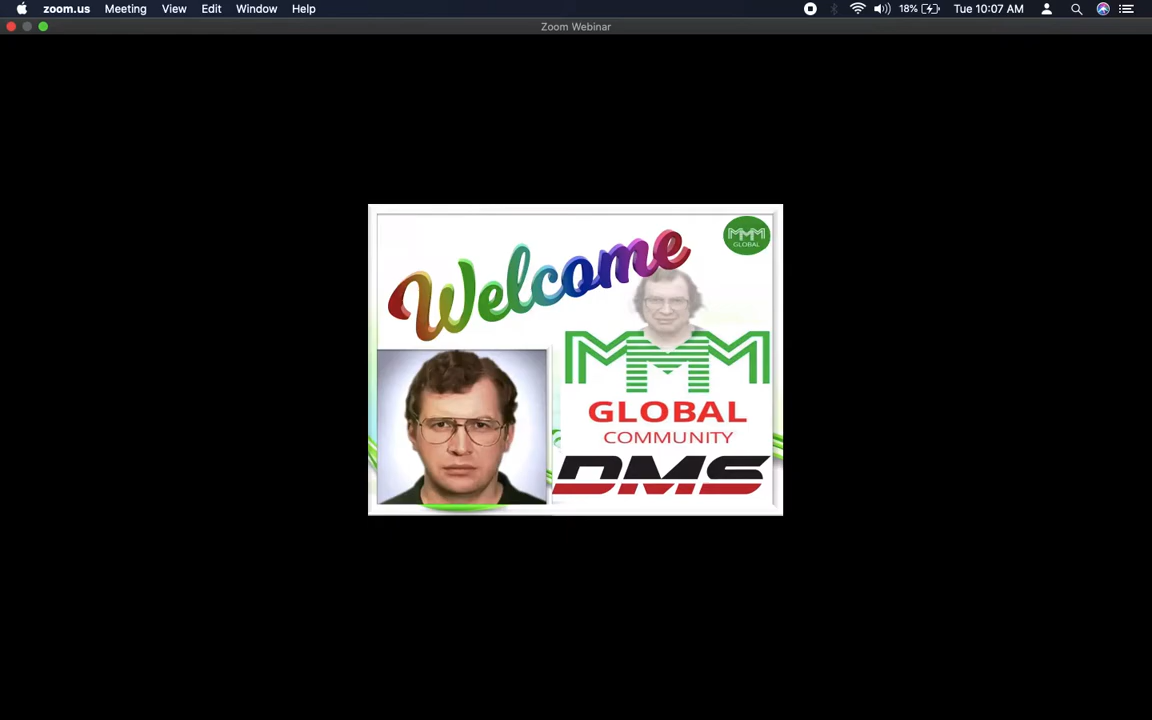 zoom.us Meeting View Edit Window Help 18% Tue 10:07 AM
Zoom Webinar
Welcome
MMM
GLOBAL
MMM
GLOBAL
COMMUNITY
DMS